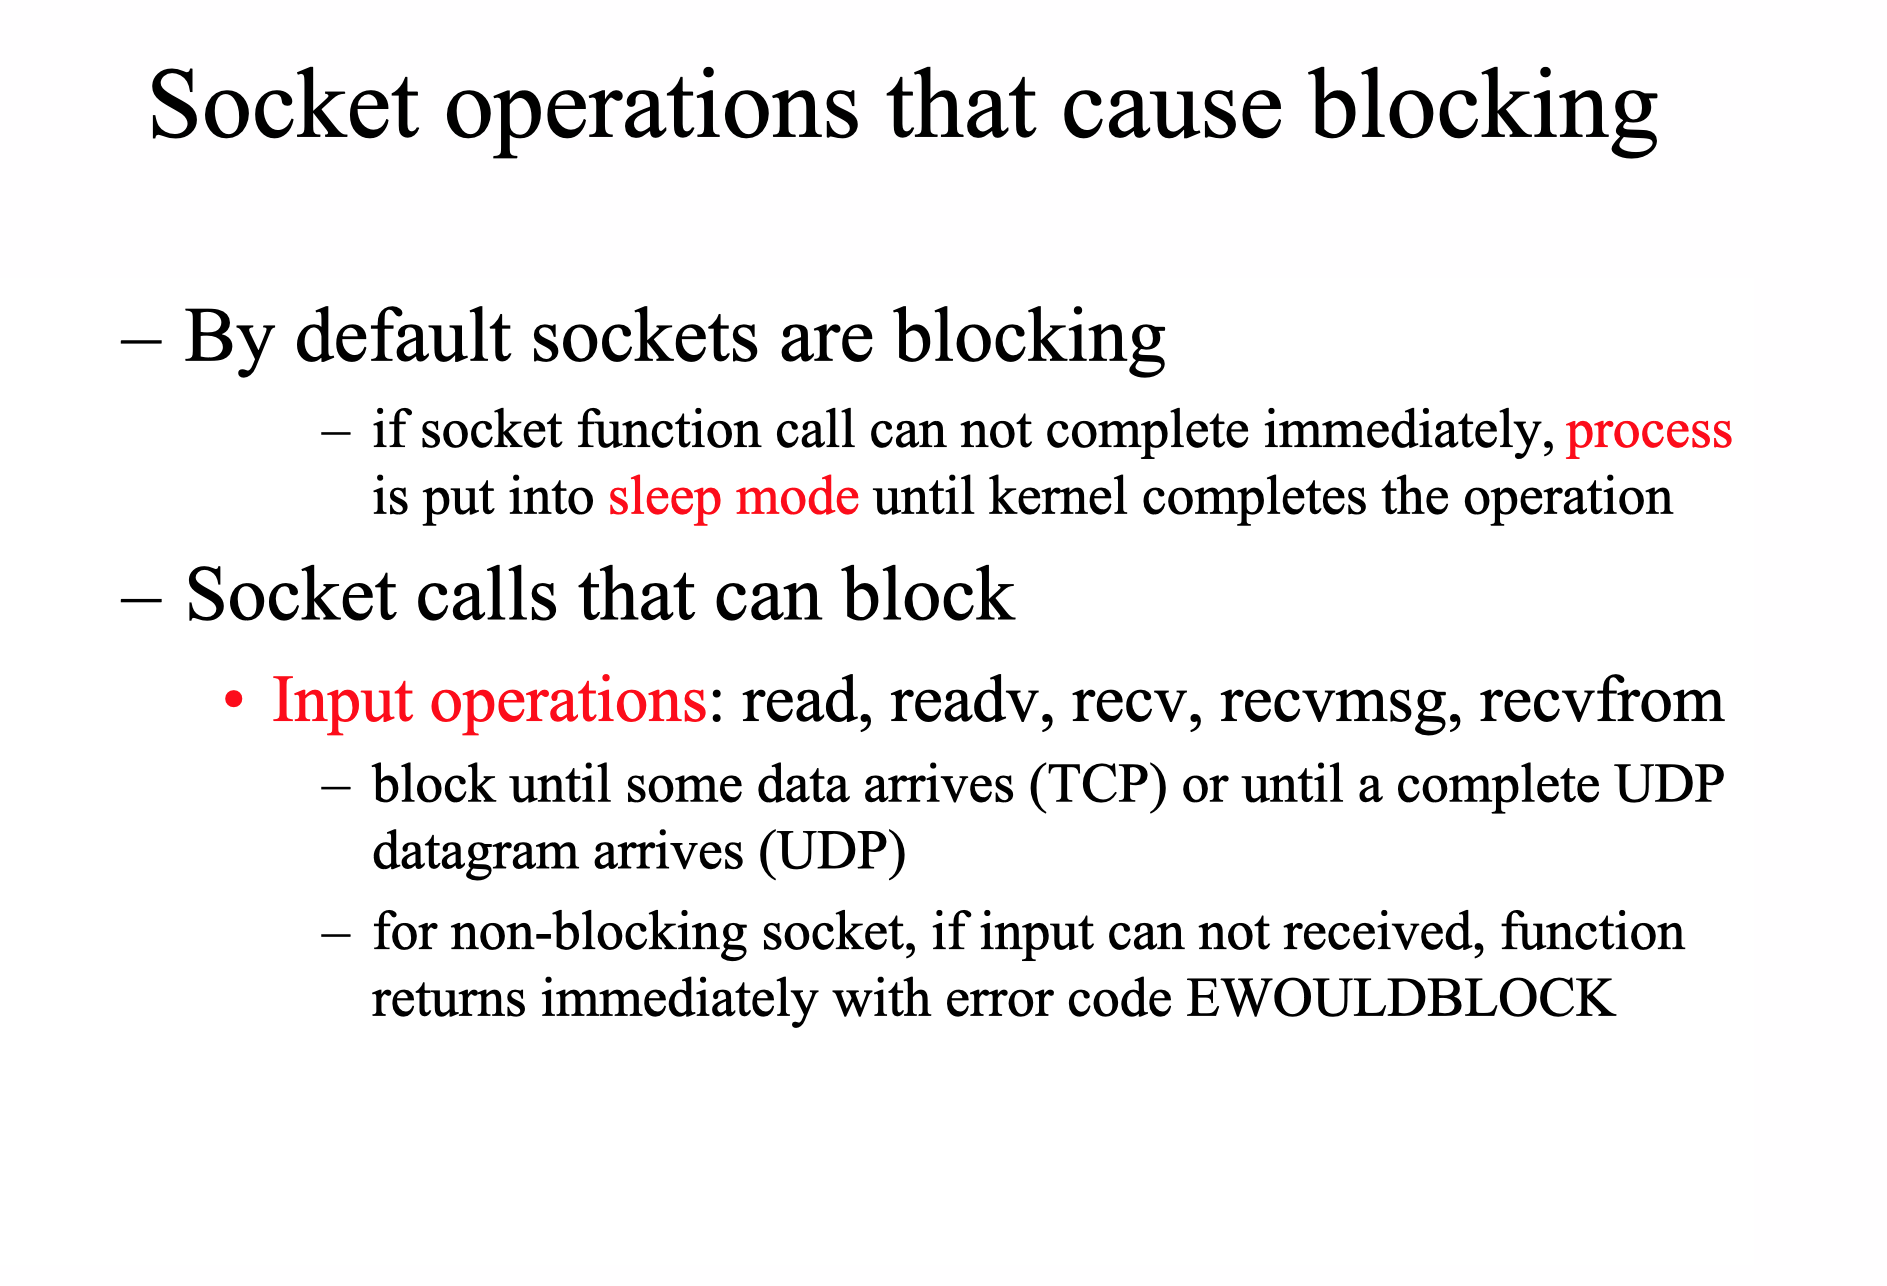 Socket operations that cause blocking
– By default sockets are blocking
– if socket function call can not complete immediately, process
is put into sleep mode until kernel completes the operation
– Socket calls that can block
• Input operations: read, readv, recv, recvmsg, recvfrom
– block until some data arrives (TCP) or until a complete UDP
datagram arrives (UDP)
– for non-blocking socket, if input can not received, function
returns immediately with error code EWOULDBLOCK